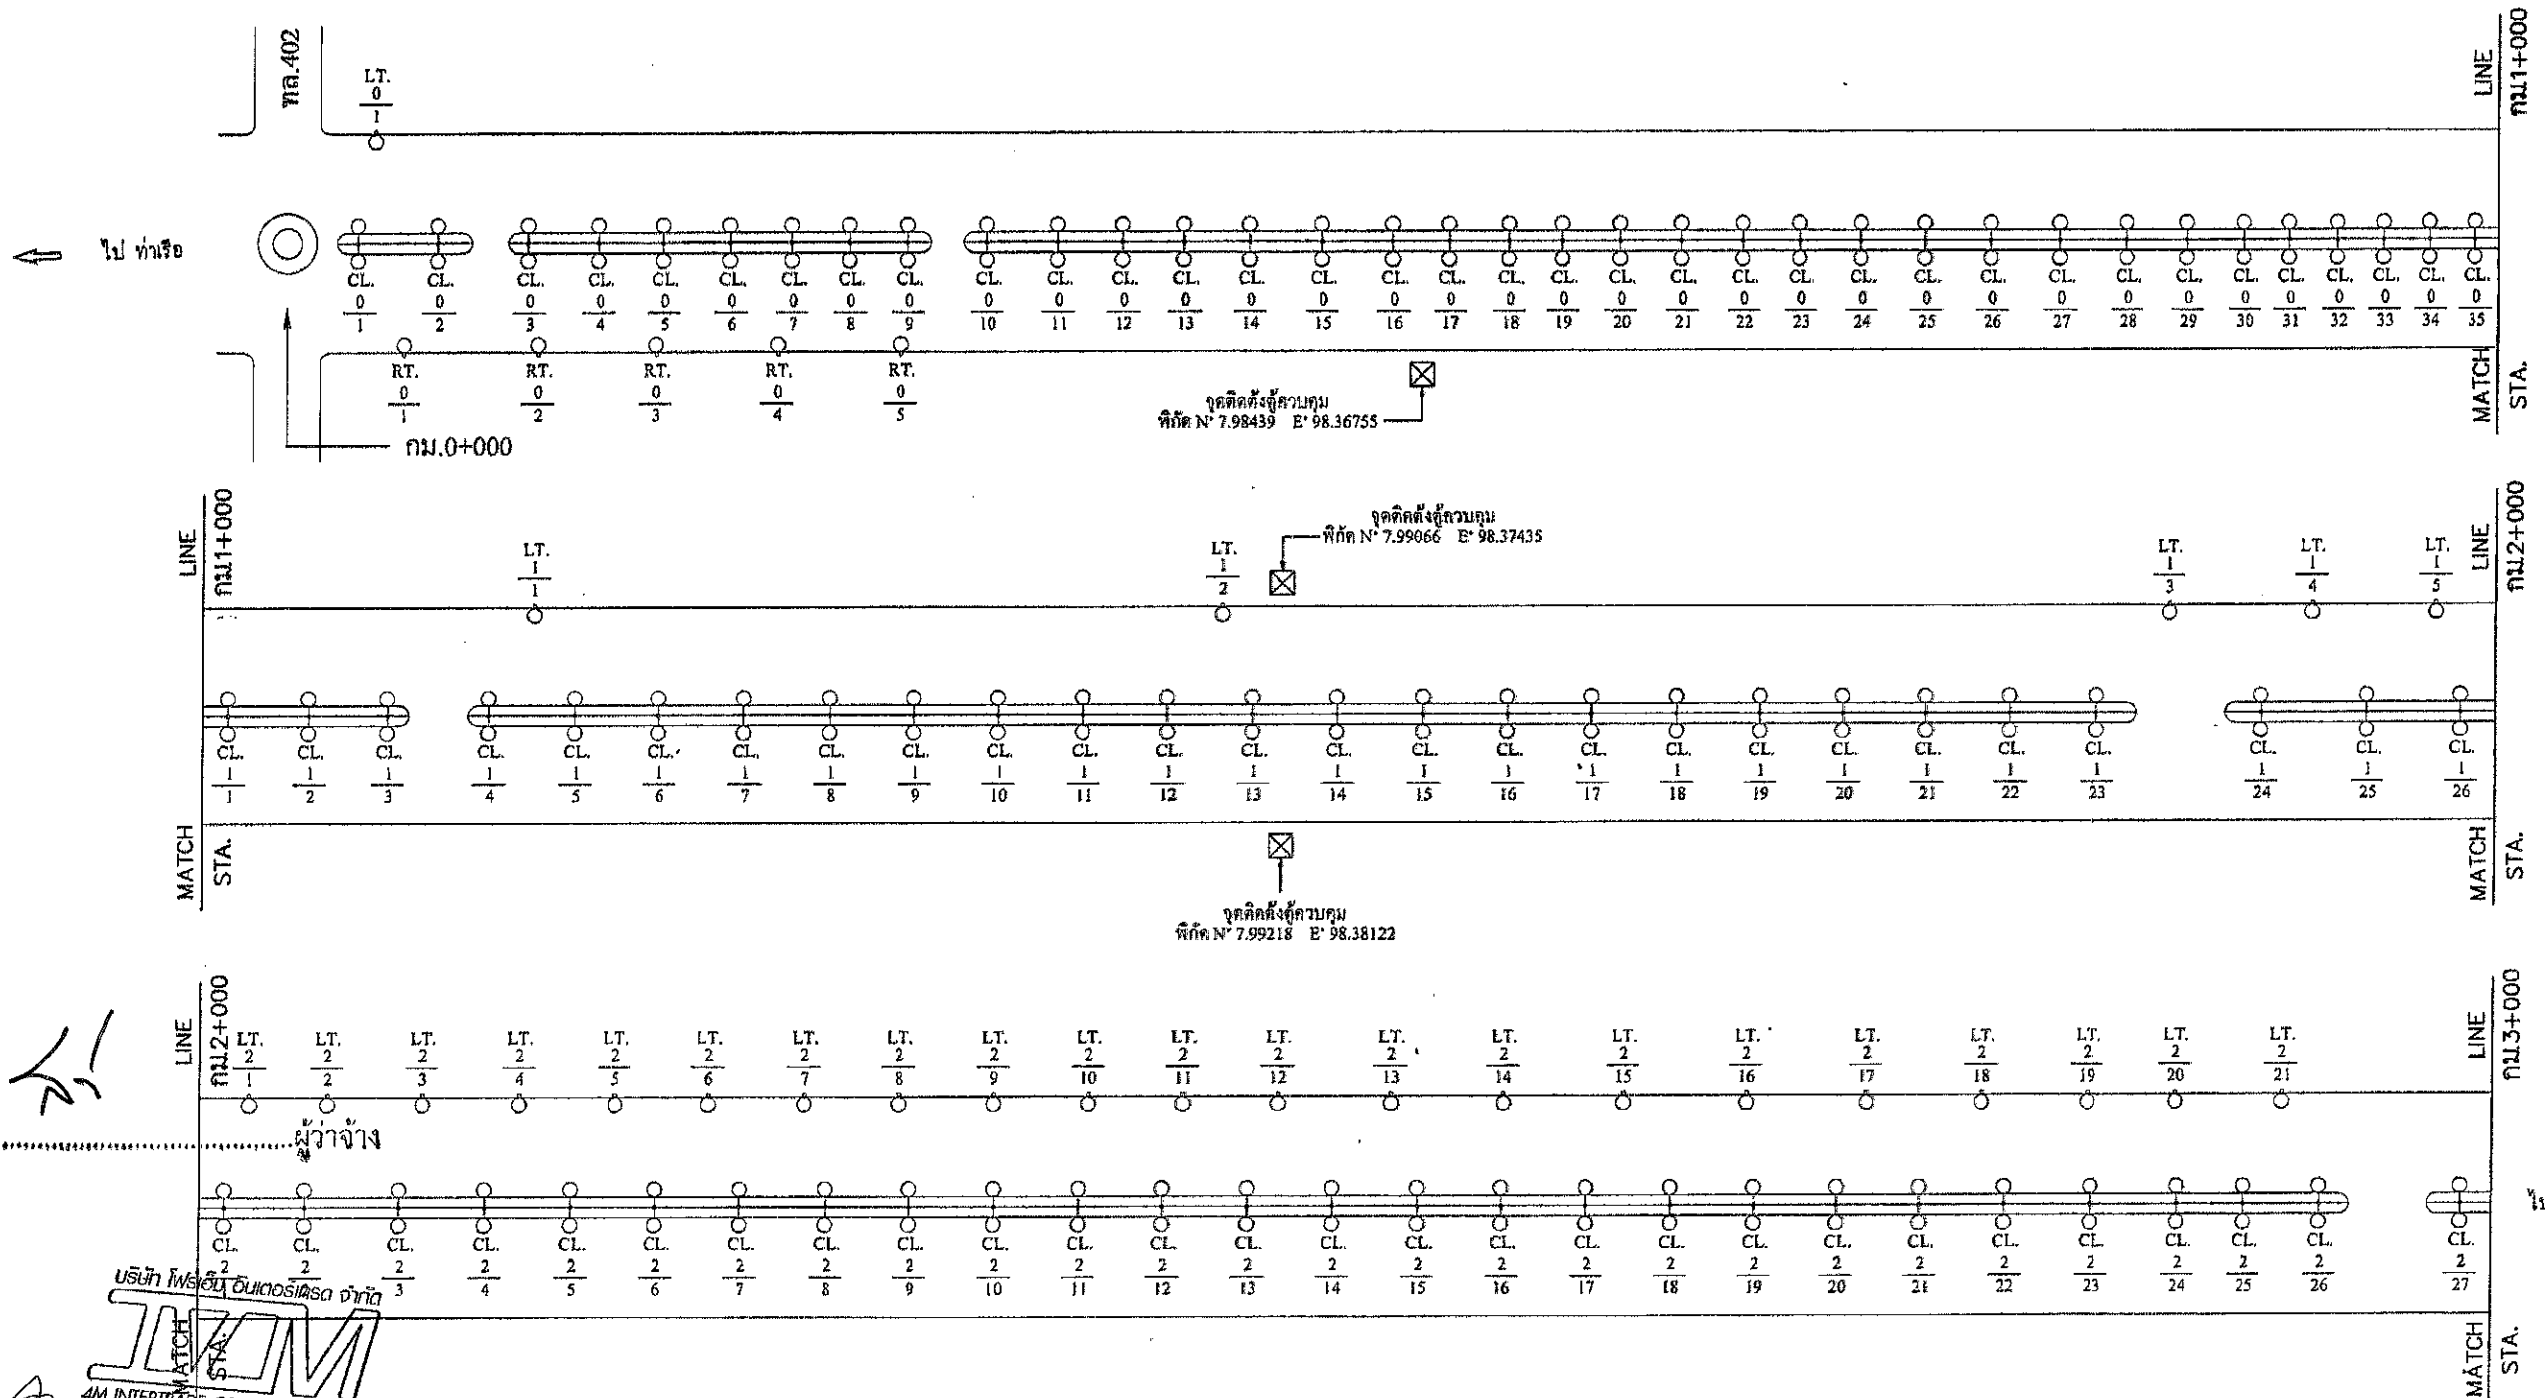 ทล.402
LT.
0
1
LINE
กม.1+000
ไป ท่าเรือ
CL. CL. CL. CL. CL. CL. CL. CL. CL. CL. CL. CL. CL. CL. CL. CL. CL. CL. CL. CL. CL. CL. CL. CL. CL. CL. CL. CL. CL. CL. CL. CL. CL. CL. CL.
0 0 0 0 0 0 0 0 0 0 0 0 0 0 0 0 0 0 0 0 0 0 0 0 0 0 0 0 0 0 0 0 0 0 0
1 2 3 4 5 6 7 8 9 10 11 12 13 14 15 16 17 18 19 20 21 22 23 24 25 26 27 28 29 30 31 32 33 34 35
RT. RT. RT. RT. RT.
0 0 0 0 0
1 2 3 4 5
จุดติดตั้งตู้ควบคุม
พิกัด N° 7.98439 E° 98.36755
MATCH
STA.
กม.0+000
LINE
กม.1+000
LT. LT. LT. LT. LT.
1 1 1 1 1
1 2 3 4 5
จุดติดตั้งตู้ควบคุม
พิกัด N° 7.99066 E° 98.37435
LINE
กม.2+000
CL. CL. CL. CL. CL. CL. CL. CL. CL. CL. CL. CL. CL. CL. CL. CL. CL. CL. CL. CL. CL. CL. CL. CL. CL. CL.
1 1 1 1 1 1 1 1 1 1 1 1 1 1 1 1 1 1 1 1 1 1 1 1 1 1
1 2 3 4 5 6 7 8 9 10 11 12 13 14 15 16 17 18 19 20 21 22 23 24 25 26
MATCH
STA.
MATCH
STA.
จุดติดตั้งตู้ควบคุม
พิกัด N° 7.99218 E° 98.38122
LINE
กม.2+000
LT. LT. LT. LT. LT. LT. LT. LT. LT. LT. LT. LT. LT. LT. LT. LT. LT. LT. LT. LT. LT.
2 2 2 2 2 2 2 2 2 2 2 2 2 2 2 2 2 2 2 2 2
1 2 3 4 5 6 7 8 9 10 11 12 13 14 15 16 17 18 19 20 21
LINE
กม.3+000
ผู้ว่าจ้าง
CL. CL. CL. CL. CL. CL. CL. CL. CL. CL. CL. CL. CL. CL. CL. CL. CL. CL. CL. CL. CL. CL. CL. CL. CL. CL. CL.
2 2 2 2 2 2 2 2 2 2 2 2 2 2 2 2 2 2 2 2 2 2 2 2 2 2 2
3 4 5 6 7 8 9 10 11 12 13 14 15 16 17 18 19 20 21 22 23 24 25 26 27
บริษัท โฟร์เอ็ม อินเตอร์เทรด จำกัด
MATCH
STA.
4M INTERTRADE
MATCH
STA.